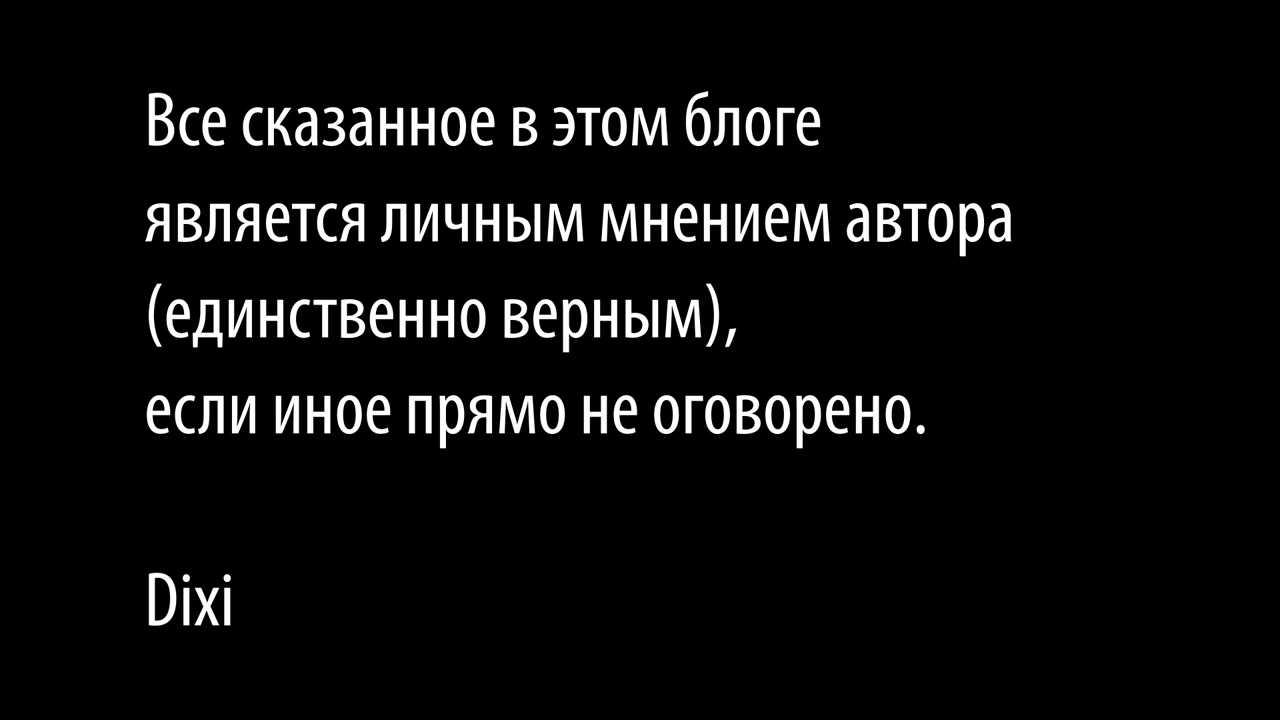 Все сказанное в этом блоге
является личным мнением автора
(единственно верным),
если иное прямо не оговорено.
Dixi